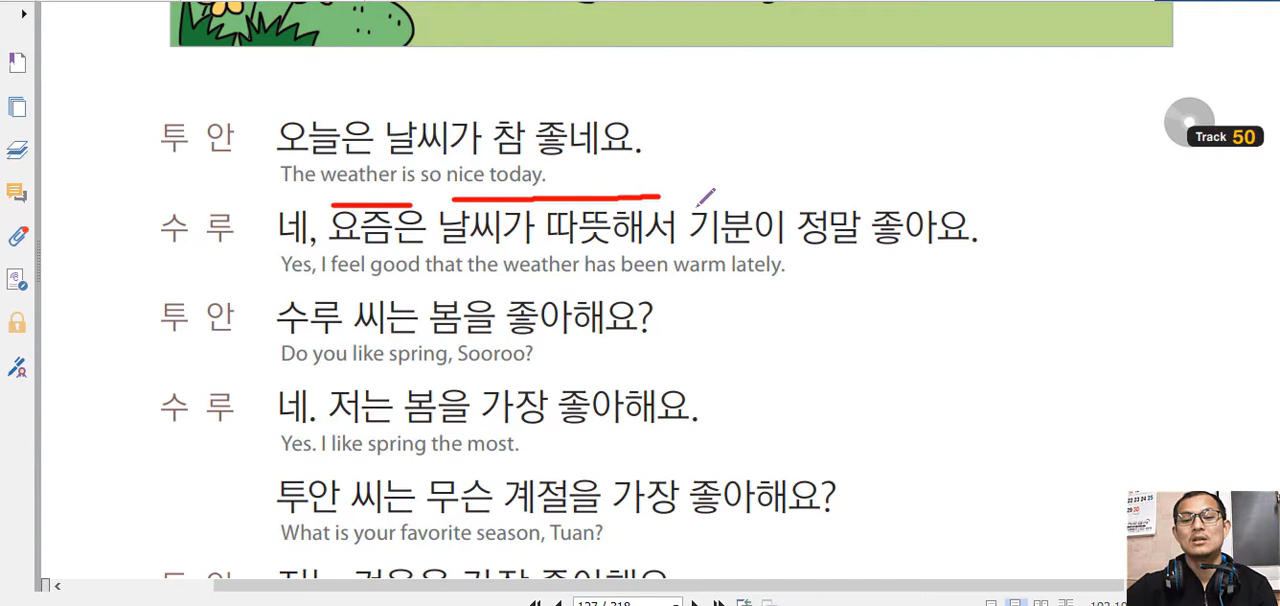 Track 50
투 안 오늘은 날씨가 참 좋네요.
The weather is so nice today.
수 루 네, 요즘은 날씨가 따뜻해서 기분이 정말 좋아요.
Yes, I feel good that the weather has been warm lately.
투 안 수루 씨는 봄을 좋아해요?
Do you like spring, Sooroo?
수 루 네. 저는 봄을 가장 좋아해요.
Yes. I like spring the most.
투안 씨는 무슨 계절을 가장 좋아해요?
What is your favorite season, Tuan?